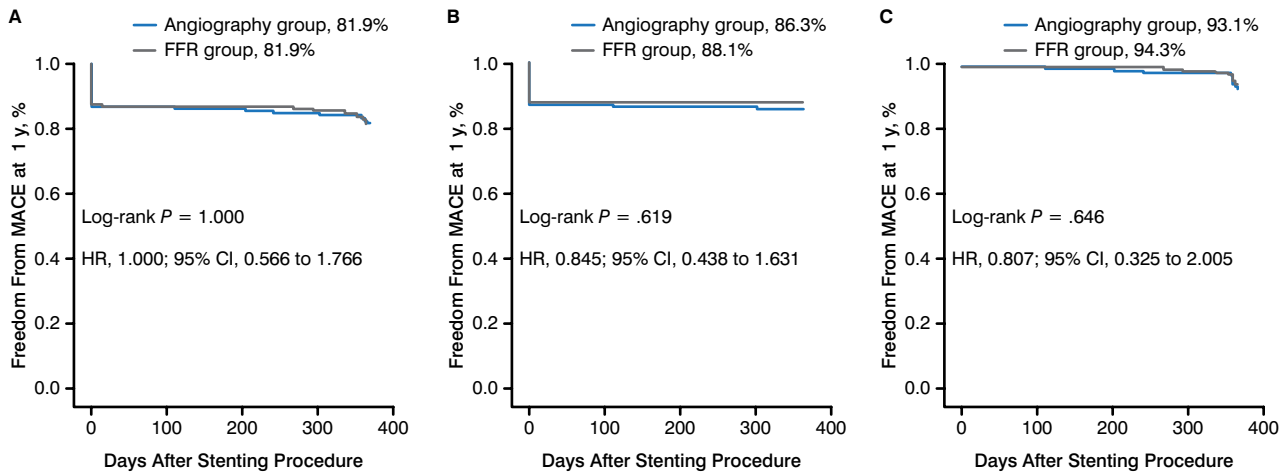 A
Angiography group, 81.9%
FFR group, 81.9%
Freedom From MACE at 1 y, %
1.0
0.8
0.6
0.4
0.2
0.0
Log-rank P = 1.000
HR, 1.000; 95% CI, 0.566 to 1.766
0 100 200 300 400
Days After Stenting Procedure
B
Angiography group, 86.3%
FFR group, 88.1%
Freedom From MACE at 1 y, %
1.0
0.8
0.6
0.4
0.2
0.0
Log-rank P = .619
HR, 0.845; 95% CI, 0.438 to 1.631
0 100 200 300 400
Days After Stenting Procedure
C
Angiography group, 93.1%
FFR group, 94.3%
Freedom From MACE at 1 y, %
1.0
0.8
0.6
0.4
0.2
0.0
Log-rank P = .646
HR, 0.807; 95% CI, 0.325 to 2.005
0 100 200 300 400
Days After Stenting Procedure